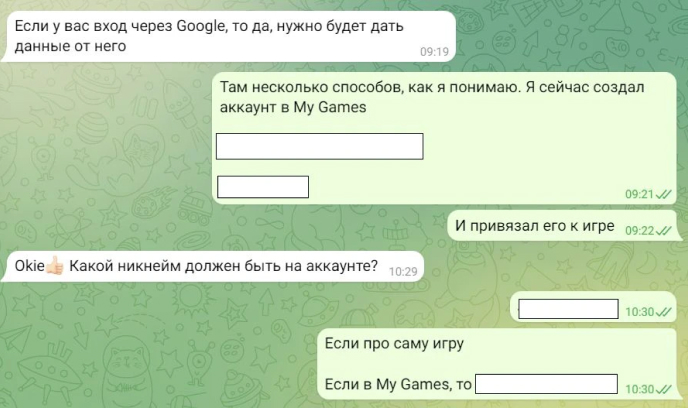 Если у вас вход через Google, то да, нужно будет дать
данные от него
09:19
Там несколько способов, как я понимаю. Я сейчас создал
аккаунт в My Games
09:21
И привязал его к игре 09:22
Okie👍🏻 Какой никнейм должен быть на аккаунте? 10:29
10:30
Если про саму игру
Если в My Games, то 10:30